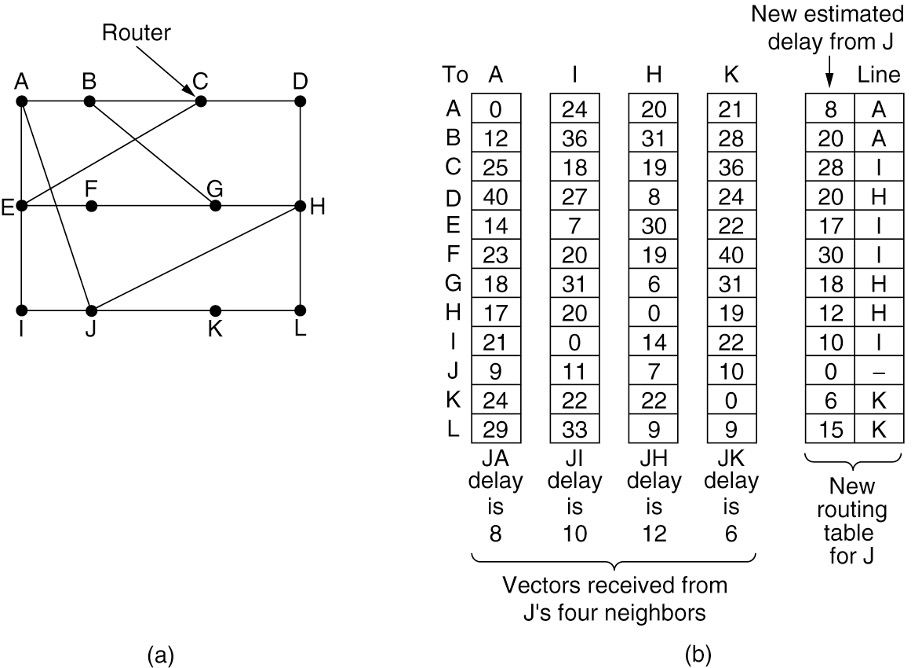 Router
A B C D
E F G H
I J K L
(a)
New estimated
delay from J
To A I H K Line
A 0 24 20 21 8 A
B 12 36 31 28 20 A
C 25 18 19 36 28 I
D 40 27 8 24 20 H
E 14 7 30 22 17 I
F 23 20 19 40 30 I
G 18 31 6 31 18 H
H 17 20 0 19 12 H
I 21 0 14 22 10 I
J 9 11 7 10 0 –
K 24 22 22 0 6 K
L 29 33 9 9 15 K
JA JI JH JK
delay delay delay delay
is is is is
8 10 12 6
Vectors received from
J's four neighbors
New
routing
table
for J
(b)